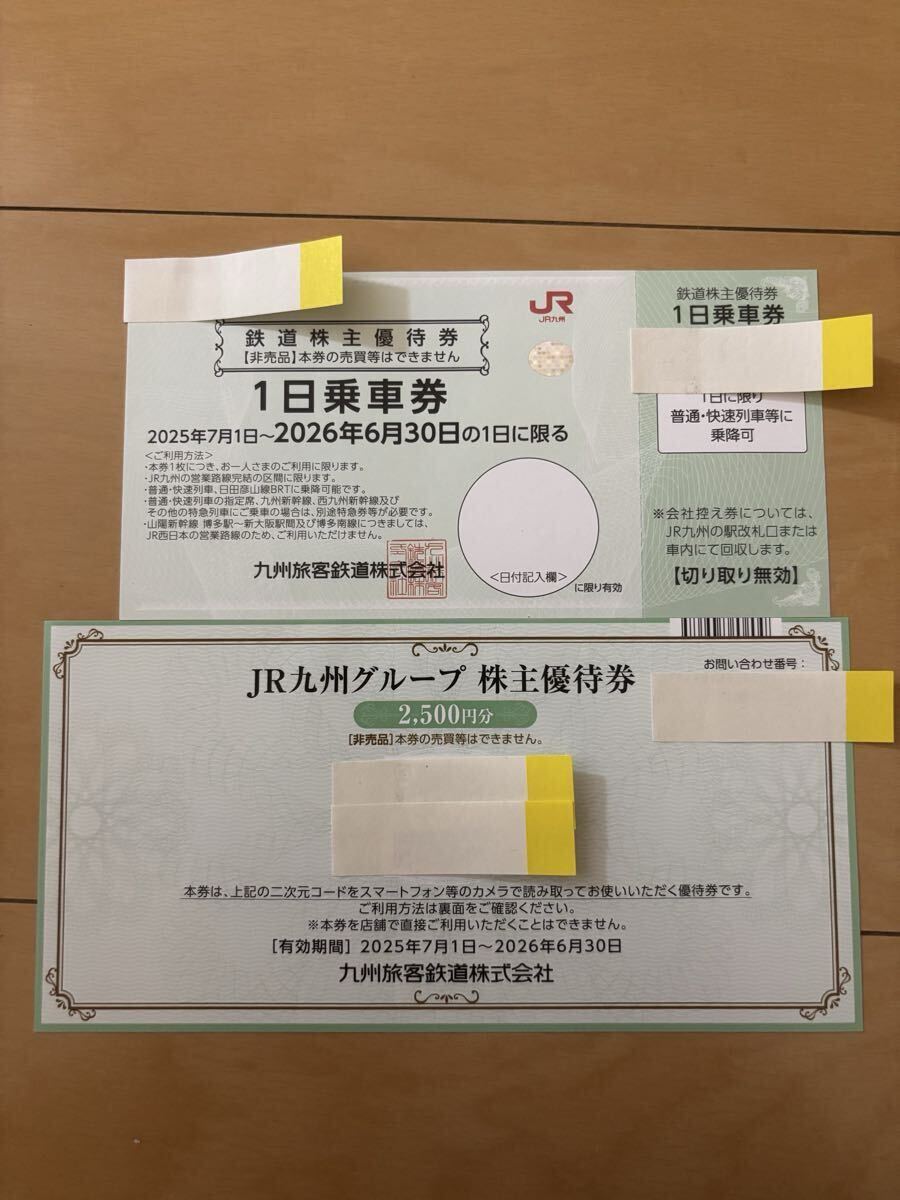 JR
JR九州
鉄道株主優待券
【非売品】本券の売買等はできません
1日乗車券
2025年7月1日〜2026年6月30日の1日に限る
<ご利用方法>
・本券1枚につき、お一人さまのご利用に限ります。
・JR九州の営業路線完結の区間に限ります。
・普通・快速列車、日田彦山線BRTに乗降可能です。
・普通・快速列車の指定席、九州新幹線、西九州新幹線及び
その他の特急列車にご乗車の場合は、別途特急券等が必要です。
・山陽新幹線 博多駅〜新大阪駅間及び博多南線につきましては、
JR西日本の営業路線のため、ご利用いただけません。
九州旅客鉄道株式会社
<日付記入欄>
に限り有効
鉄道株主優待券
1日乗車券
1日に限り
普通・快速列車等に
乗降可
※会社控え券については、
JR九州の駅改札口または
車内にて回収します。
【切り取り無効】
JR九州グループ 株主優待券
2,500円分
[非売品]本券の売買等はできません。
お問い合わせ番号：
本券は、上記の二次元コードをスマートフォン等のカメラで読み取ってお使いいただく優待券です。
ご利用方法は裏面をご確認ください。
※本券を店舗で直接ご利用いただくことはできません。
[有効期間] 2025年7月1日〜2026年6月30日
九州旅客鉄道株式会社